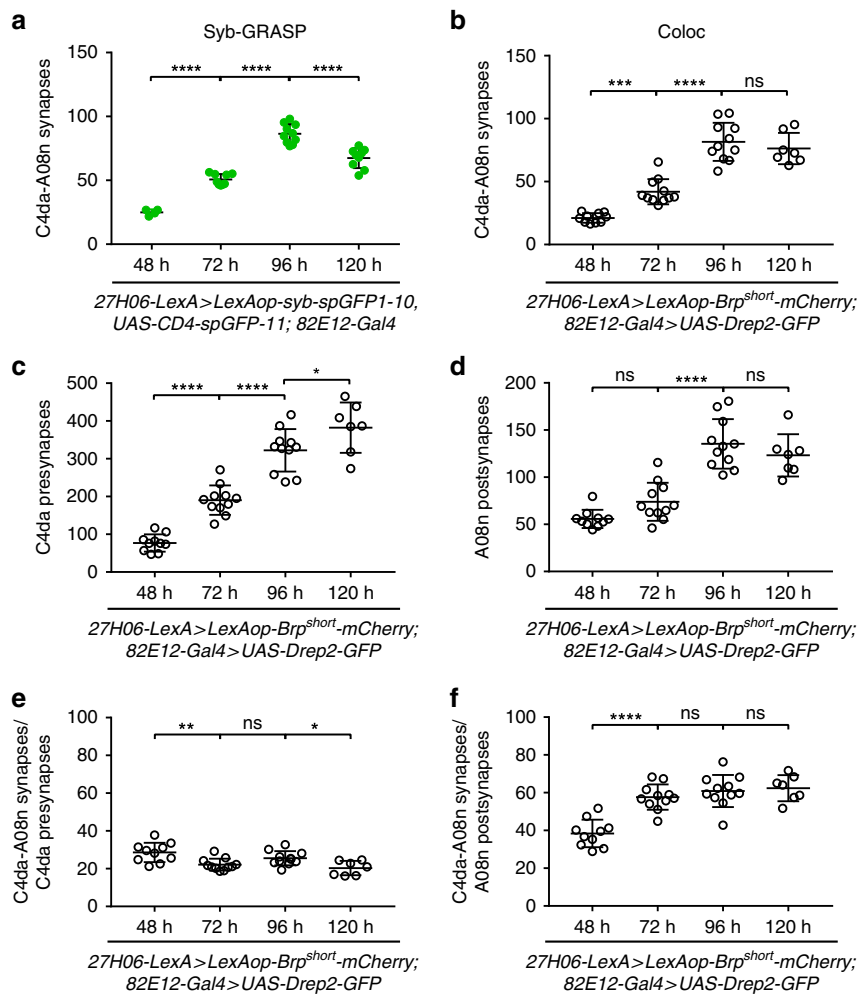 a
Syb-GRASP
C4da-A08n synapses
150
100
50
0
**** **** ****
48 h 72 h 96 h 120 h
27H06-LexA>LexAop-syb-spGFP1-10,
UAS-CD4-spGFP-11; 82E12-Gal4
b
Coloc
C4da-A08n synapses
150
100
50
0
*** **** ns
48 h 72 h 96 h 120 h
27H06-LexA>LexAop-Brpshort-mCherry;
82E12-Gal4>UAS-Drep2-GFP
c
C4da presynapses
500
400
300
200
100
0
**** **** *
48 h 72 h 96 h 120 h
27H06-LexA>LexAop-Brpshort-mCherry;
82E12-Gal4>UAS-Drep2-GFP
d
A08n postsynapses
200
150
100
50
0
ns **** ns
48 h 72 h 96 h 120 h
27H06-LexA>LexAop-Brpshort-mCherry;
82E12-Gal4>UAS-Drep2-GFP
e
C4da-A08n synapses/
C4da presynapses
100
80
60
40
20
0
** ns *
48 h 72 h 96 h 120 h
27H06-LexA>LexAop-Brpshort-mCherry;
82E12-Gal4>UAS-Drep2-GFP
f
C4da-A08n synapses/
A08n postsynapses
100
80
60
40
20
0
**** ns ns
48 h 72 h 96 h 120 h
27H06-LexA>LexAop-Brpshort-mCherry;
82E12-Gal4>UAS-Drep2-GFP